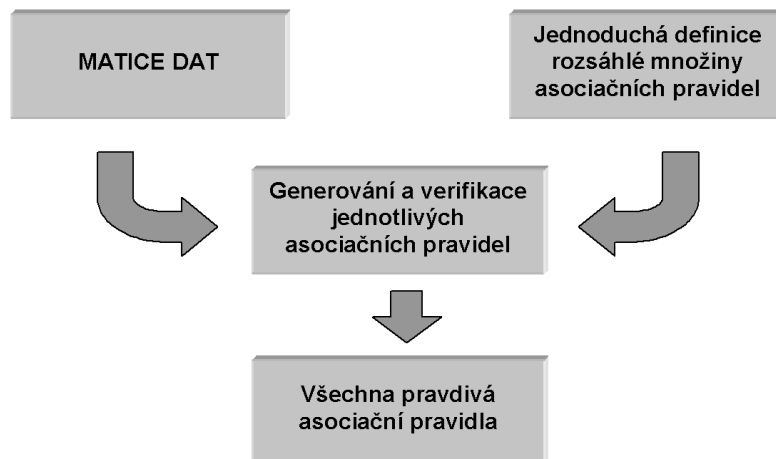 MATICE DAT
Jednoduchá definice
rozsáhlé množiny
asociačních pravidel
Generování a verifikace
jednotlivých
asociačních pravidel
Všechna pravdivá
asociační pravidla